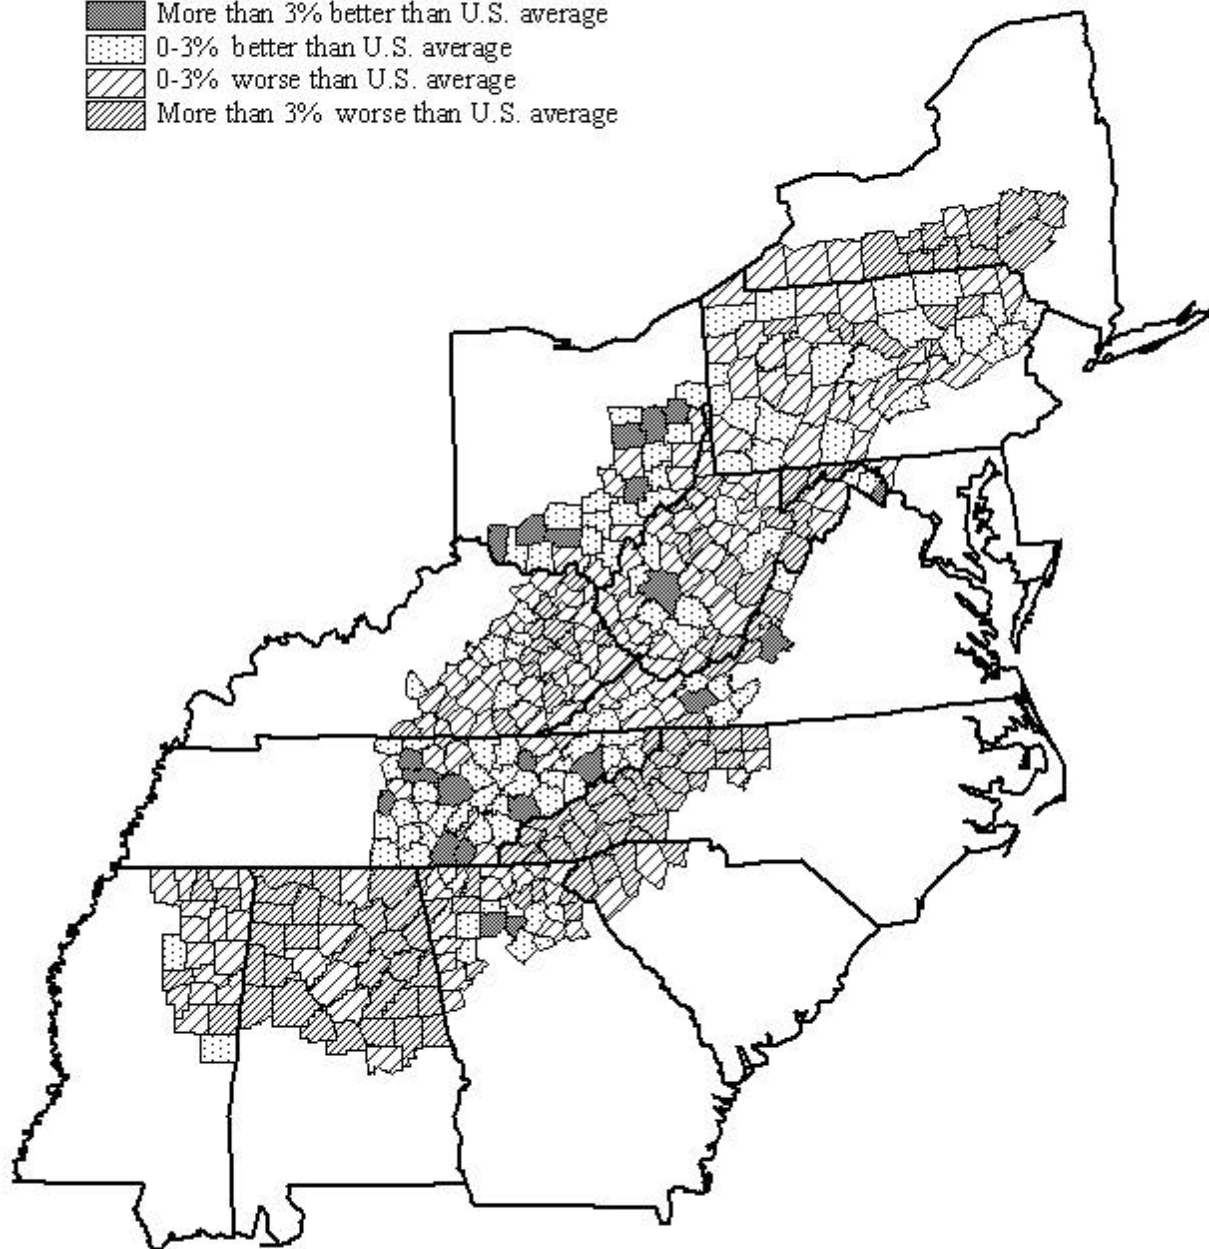 More than 3% better than U.S. average
0-3% better than U.S. average
0-3% worse than U.S. average
More than 3% worse than U.S. average